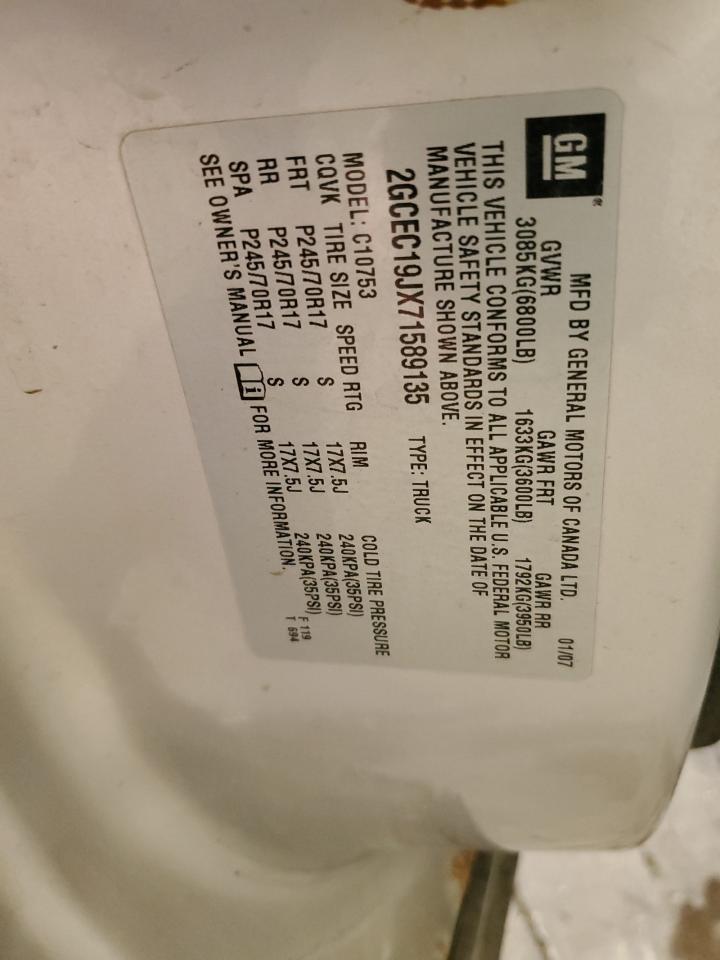 GM®
MFD BY GENERAL MOTORS OF CANADA LTD. 01/07
GVWR GAWR FRT GAWR RR
3085KG(6800LB) 1633KG(3600LB) 1792KG(3950LB)
THIS VEHICLE CONFORMS TO ALL APPLICABLE U.S. FEDERAL MOTOR
VEHICLE SAFETY STANDARDS IN EFFECT ON THE DATE OF
MANUFACTURE SHOWN ABOVE.
2GCEC19JX71589135 TYPE: TRUCK
MODEL: C10753
CQVK TIRE SIZE SPEED RTG RIM COLD TIRE PRESSURE
FRT P245/70R17 S 17X7.5J 240KPA(35PSI)
RR P245/70R17 S 17X7.5J 240KPA(35PSI)
SPA P245/70R17 S 17X7.5J 240KPA(35PSI)
SEE OWNER'S MANUAL i FOR MORE INFORMATION.
F 119
T 694